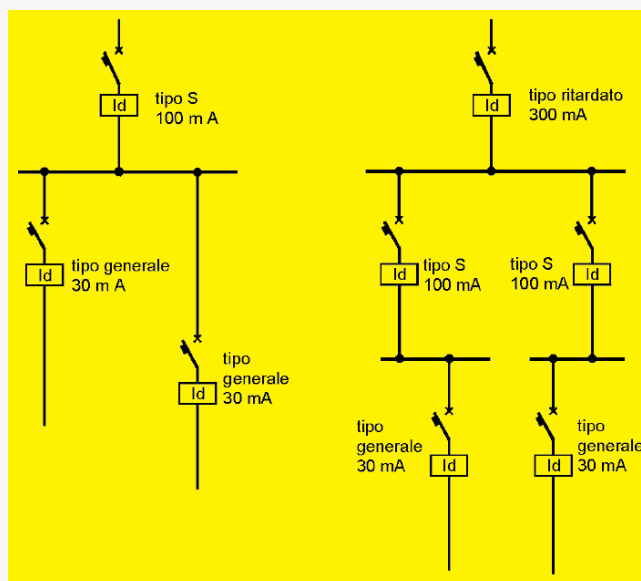 Id
tipo S
100 m A
Id
tipo generale
30 m A
Id
tipo
generale
30 mA
Id
tipo ritardato
300 mA
Id
tipo S
100 mA
Id
tipo S
100 mA
Id
tipo
generale
30 mA
Id
tipo
generale
30 mA